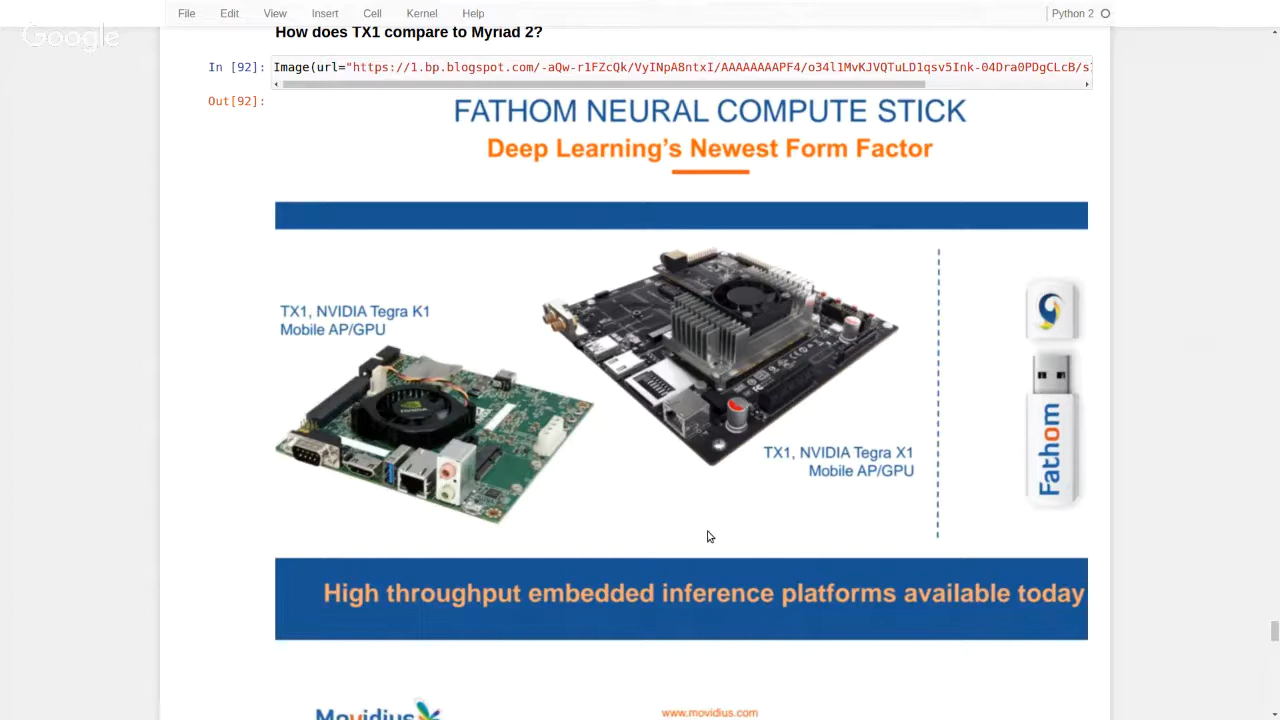 Google
File Edit View Insert Cell Kernel Help Python 2
How does TX1 compare to Myriad 2?
In [92]: Image(url="https://1.bp.blogspot.com/-aQw-r1FZcQk/VyINpA8ntxI/AAAAAAAAPF4/o34l1MvKJVQTuLD1qsv5Ink-04Dra0PDgCLcB/s
Out[92]:
FATHOM NEURAL COMPUTE STICK
Deep Learning's Newest Form Factor
TX1, NVIDIA Tegra K1
Mobile AP/GPU
TX1, NVIDIA Tegra X1
Mobile AP/GPU
Fathom
High throughput embedded inference platforms available today
Movidius
www.movidius.com